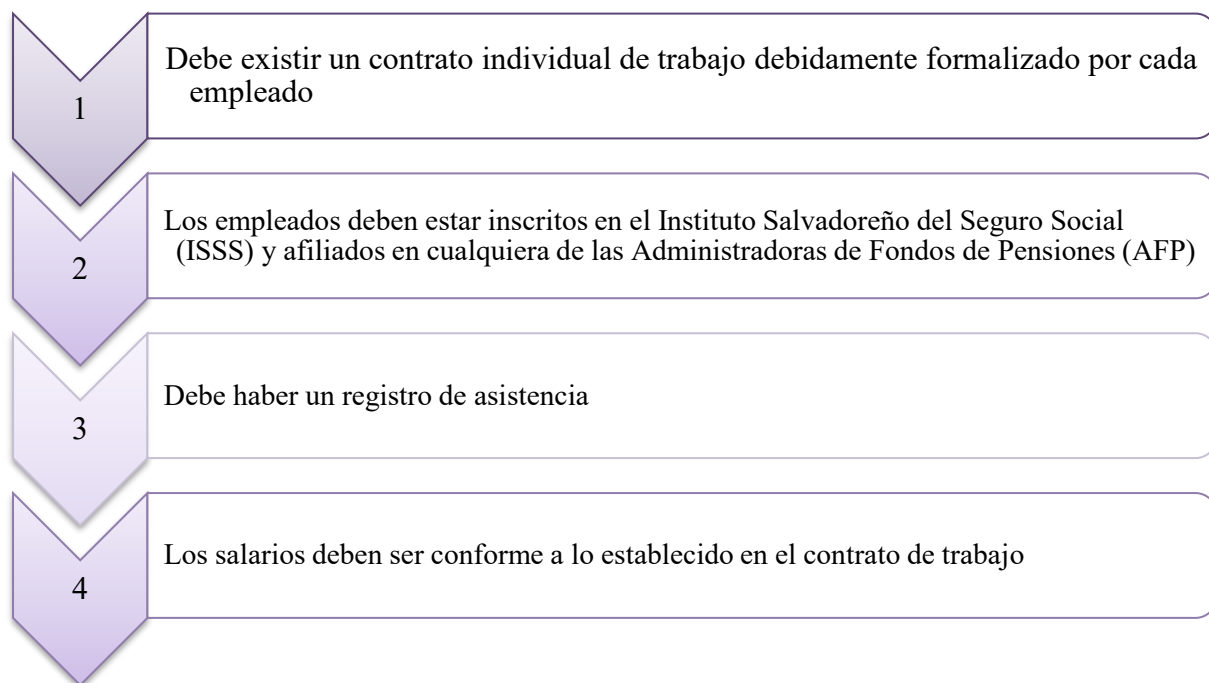 1
Debe existir un contrato individual de trabajo debidamente formalizado por cada
empleado
2
Los empleados deben estar inscritos en el Instituto Salvadoreño del Seguro Social
(ISSS) y afiliados en cualquiera de las Administradoras de Fondos de Pensiones (AFP)
3
Debe haber un registro de asistencia
4
Los salarios deben ser conforme a lo establecido en el contrato de trabajo